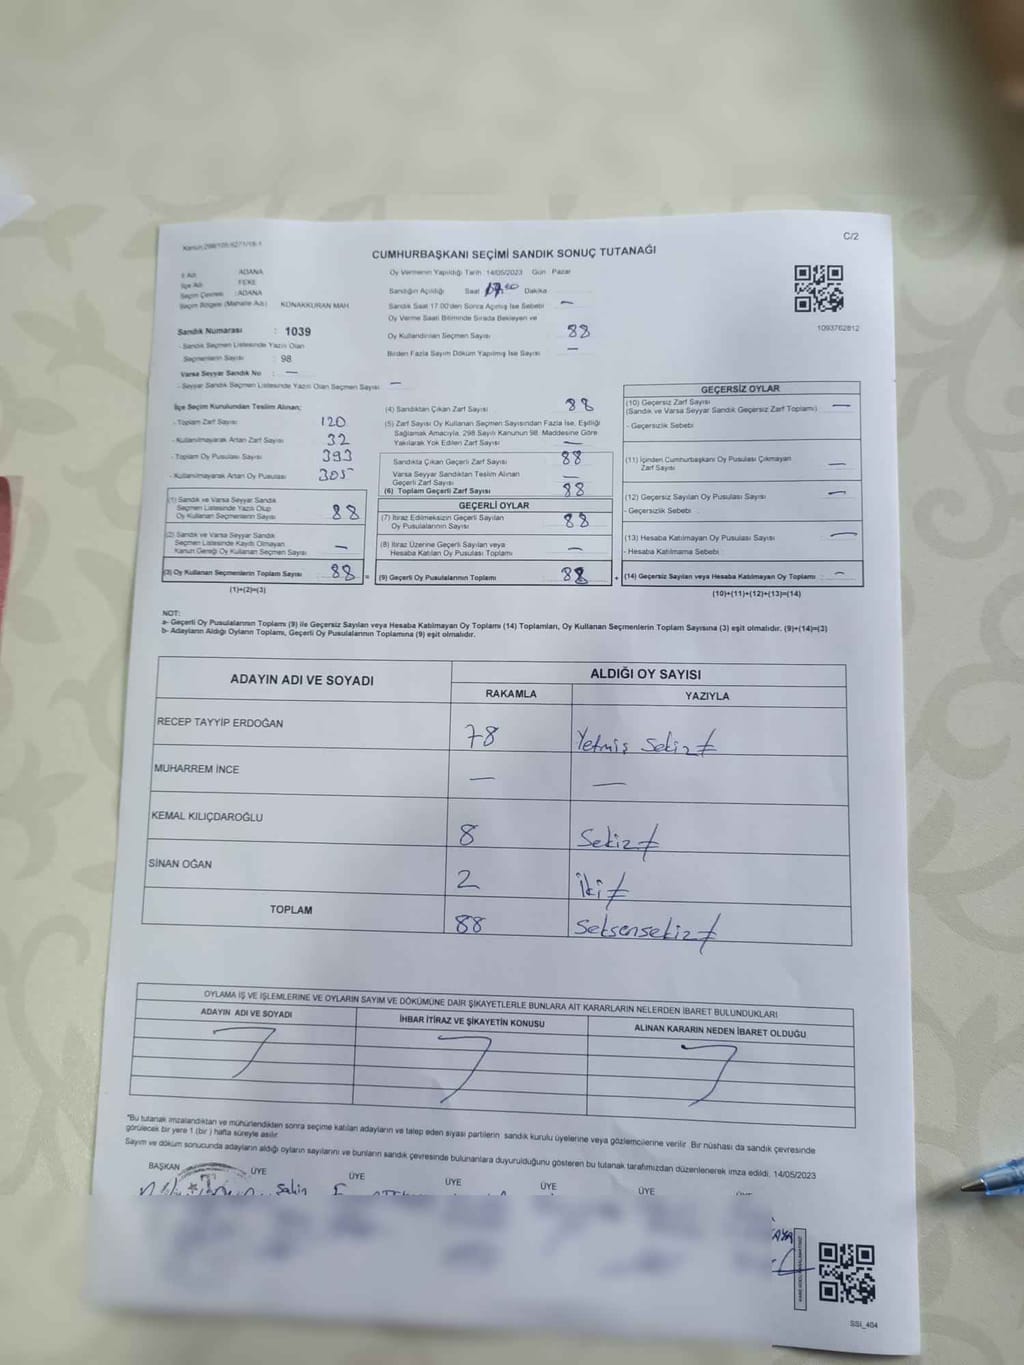 Kanun:298/105-6271/18-1
C/2
CUMHURBAŞKANI SEÇİMİ SANDIK SONUÇ TUTANAĞI
İl Adı : ADANA
İlçe Adı : FEKE
Seçim Çevresi : ADANA
Seçim Bölgesi (Mahalle Adı) : KONAKKURAN MAH
Sandık Numarası : 1039
- Sandık Seçmen Listesinde Yazılı Olan
Seçmenlerin Sayısı : 98
Varsa Seyyar Sandık No : —
- Seyyar Sandık Seçmen Listesinde Yazılı Olan Seçmen Sayısı —
Oy Vermenin Yapıldığı Tarih: 14/05/2023 Gün: Pazar
Sandığın Açıldığı Saat Dakika
Sandık Saat 17.00'den Sonra Açılmış İse Sebebi —
Oy Verme Saati Bitiminde Sırada Bekleyen ve
Oy Kullandırılan Seçmen Sayısı 88
Birden Fazla Sayım Döküm Yapılmış İse Sayısı —
1093762812
İlçe Seçim Kurulundan Teslim Alınan;
- Toplam Zarf Sayısı 120
- Kullanılmayarak Artan Zarf Sayısı 32
- Toplam Oy Pusulası Sayısı 393
- Kullanılmayarak Artan Oy Pusulası 305
(1) Sandık ve Varsa Seyyar Sandık
Seçmen Listesinde Yazılı Olup
Oy Kullanan Seçmenlerin Sayısı 88
(2) Sandık ve Varsa Seyyar Sandık
Seçmen Listesinde Kaydı Olmayan
Kanun Gereği Oy Kullanan Seçmen Sayısı —
(3) Oy Kullanan Seçmenlerin Toplam Sayısı 88 =
(1)+(2)=(3)
(4) Sandıktan Çıkan Zarf Sayısı 88
(5) Zarf Sayısı Oy Kullanan Seçmen Sayısından Fazla İse, Eşitliği
Sağlamak Amacıyla, 298 Sayılı Kanunun 98. Maddesine Göre
Yakılarak Yok Edilen Zarf Sayısı —
Sandıkta Çıkan Geçerli Zarf Sayısı 88
Varsa Seyyar Sandıktan Teslim Alınan
Geçerli Zarf Sayısı —
(6) Toplam Geçerli Zarf Sayısı 88
GEÇERLİ OYLAR
(7) İtiraz Edilmeksizin Geçerli Sayılan
Oy Pusulalarının Sayısı 88
(8) İtiraz Üzerine Geçerli Sayılan veya
Hesaba Katılan Oy Pusulası Toplamı —
(9) Geçerli Oy Pusulalarının Toplamı 88 +
GEÇERSİZ OYLAR
(10) Geçersiz Zarf Sayısı —
(Sandık ve Varsa Seyyar Sandık Geçersiz Zarf Toplamı)
- Geçersizlik Sebebi
(11) İçinden Cumhurbaşkanı Oy Pusulası Çıkmayan
Zarf Sayısı —
(12) Geçersiz Sayılan Oy Pusulası Sayısı —
- Geçersizlik Sebebi
(13) Hesaba Katılmayan Oy Pusulası Sayısı —
- Hesaba Katılmama Sebebi
(14) Geçersiz Sayılan veya Hesaba Katılmayan Oy Toplamı —
(10)+(11)+(12)+(13)=(14)
NOT:
a- Geçerli Oy Pusulalarının Toplamı (9) ile Geçersiz Sayılan veya Hesaba Katılmayan Oy Toplamı (14) Toplamları, Oy Kullanan Seçmenlerin Toplam Sayısına (3) eşit olmalıdır. (9)+(14)=(3)
b- Adayların Aldığı Oyların Toplamı, Geçerli Oy Pusulalarının Toplamına (9) eşit olmalıdır.
ADAYIN ADI VE SOYADI ALDIĞI OY SAYISI
RAKAMLA YAZIYLA
RECEP TAYYİP ERDOĞAN 78 Yetmiş Sekiz
MUHARREM İNCE — —
KEMAL KILIÇDAROĞLU 8 Sekiz
SİNAN OĞAN 2 İki
TOPLAM 88 Seksensekiz
OYLAMA İŞ VE İŞLEMLERİNE VE OYLARIN SAYIM VE DÖKÜMÜNE DAİR ŞİKAYETLERLE BUNLARA AİT KARARLARIN NELERDEN İBARET BULUNDUKLARI
ADAYIN ADI VE SOYADI İHBAR İTİRAZ VE ŞİKAYETİN KONUSU ALINAN KARARIN NEDEN İBARET OLDUĞU
*Bu tutanak imzalandıktan ve mühürlendikten sonra seçime katılan adayların ve talep eden siyasi partilerin sandık kurulu üyelerine veya gözlemcilerine verilir. Bir nüshası da sandık çevresinde
görülecek bir yere 1 (bir) hafta süreyle asılır.
Sayım ve döküm sonucunda adayların aldığı oyların sayılarını ve bunların sandık çevresinde bulunanlara duyurulduğunu gösteren bu tutanak tarafımızdan düzenlenerek imza edildi. 14/05/2023
BAŞKAN ÜYE ÜYE ÜYE ÜYE ÜYE
SSI_404